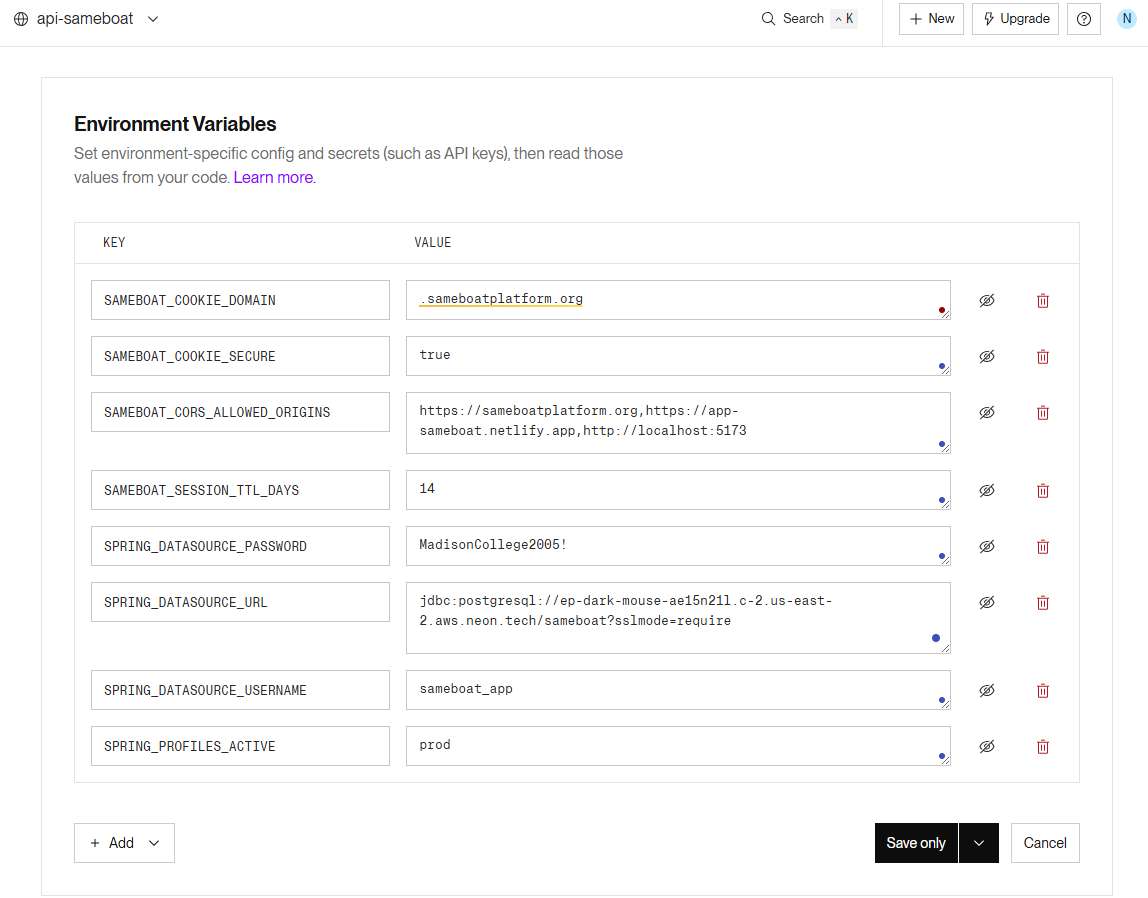 api-sameboat
Search ^ K
+ New
Upgrade
?
N
Environment Variables
Set environment-specific config and secrets (such as API keys), then read those
values from your code. Learn more.
KEY VALUE
SAMEBOAT_COOKIE_DOMAIN .sameboatplatform.org
SAMEBOAT_COOKIE_SECURE true
SAMEBOAT_CORS_ALLOWED_ORIGINS https://sameboatplatform.org,https://app-
sameboat.netlify.app,http://localhost:5173
SAMEBOAT_SESSION_TTL_DAYS 14
SPRING_DATASOURCE_PASSWORD MadisonCollege2005!
SPRING_DATASOURCE_URL jdbc:postgresql://ep-dark-mouse-ae15n21l.c-2.us-east-
2.aws.neon.tech/sameboat?sslmode=require
SPRING_DATASOURCE_USERNAME sameboat_app
SPRING_PROFILES_ACTIVE prod
+ Add
Save only
Cancel